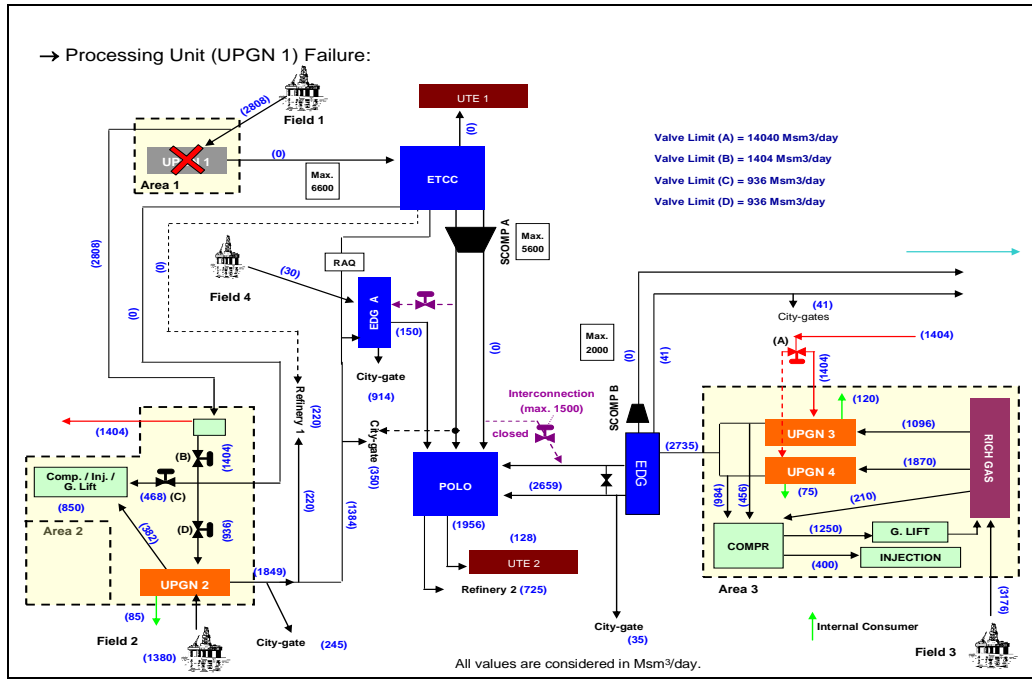 → Processing Unit (UPGN 1) Failure:
(2808)
Field 1
UTE 1
(0)
Valve Limit (A) = 14040 Msm3/day
Valve Limit (B) = 1404 Msm3/day
Valve Limit (C) = 936 Msm3/day
Valve Limit (D) = 936 Msm3/day
(0)
Area 1
Max.
6600
ETCC
SCOMP A
Max.
5600
(2808)
(0)
(0)
RAQ
(30)
Field 4
EDG A
(150)
City-gate
(914)
(0)
Max.
2000
(0)
(41)
SCOMP B
(41)
City-gates
(1404)
(A)
(1404)
(120)
Interconnection
(max. 1500)
closed
Refinery 1
(220)
City-gate
(350)
(1404)
(1404)
(B)
Comp. / Inj. /
G. Lift
(468)
(C)
(850)
Area 2
(382)
(D)
(936)
(220)
(1384)
UPGN 2
(1849)
(85)
Field 2
(1380)
City-gate
(245)
POLO
(2659)
(1956)
(128)
UTE 2
Refinery 2 (725)
EDG
(2735)
City-gate
(35)
UPGN 3
(1096)
UPGN 4
(1870)
RICH GAS
(984)
(456)
(75)
(210)
COMPR
(1250)
G. LIFT
(400)
INJECTION
Area 3
(3176)
Internal Consumer
Field 3
All values are considered in Msm³/day.